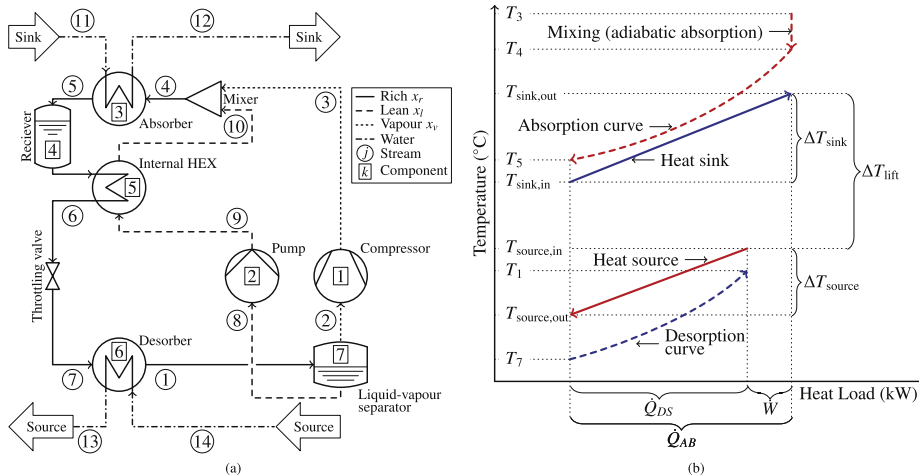 11
12
Sink
Sink
5
4
3
Mixer
3
Absorber
10
Reciever
4
Internal HEX
5
6
9
Throttling valve
Pump
Compressor
2
1
8
2
Desorber
6
7
7
1
Liquid-vapour
separator
Source
Source
13
14
Rich x_r
Lean x_l
Vapour x_v
Water
j Stream
k Component
(a)
Temperature (°C)
T_3
Mixing (adiabatic absorption)
T_4
T_sink,out
ΔT_sink
Absorption curve
T_5
Heat sink
T_sink,in
ΔT_lift
T_source,in
Heat source
T_1
ΔT_source
T_source,out
Desorption
curve
T_7
Heat Load (kW)
Q̇_DS
Ẇ
Q̇_AB
(b)